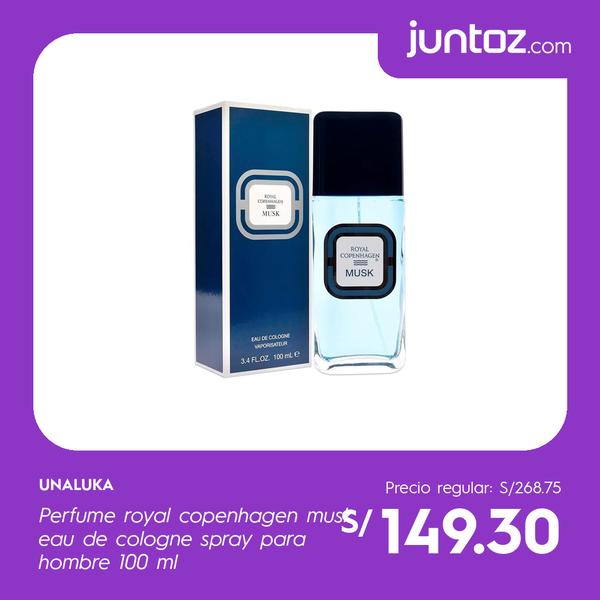 juntoz.com
ROYAL
COPENHAGEN
MUSK
EAU DE COLOGNE
VAPORISATEUR
3.4 FL.OZ. 100 mL ℮
ROYAL
COPENHAGEN®
MUSK
UNALUKA
Perfume royal copenhagen musk
eau de cologne spray para
hombre 100 ml
Precio regular: S/268.75
S/149.30